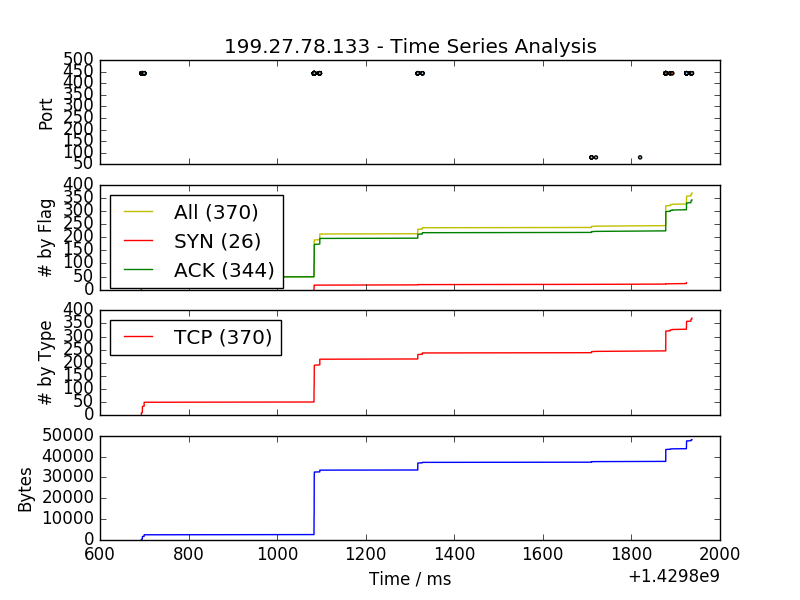 199.27.78.133 - Time Series Analysis
500
450
400
350
300
250
200
150
100
50
Port
400
350
300
250
200
150
100
50
0
# by Flag
All (370)
SYN (26)
ACK (344)
400
350
300
250
200
150
100
50
0
# by Type
TCP (370)
50000
40000
30000
20000
10000
0
Bytes
600 800 1000 1200 1400 1600 1800 2000
Time / ms
+1.4298e9